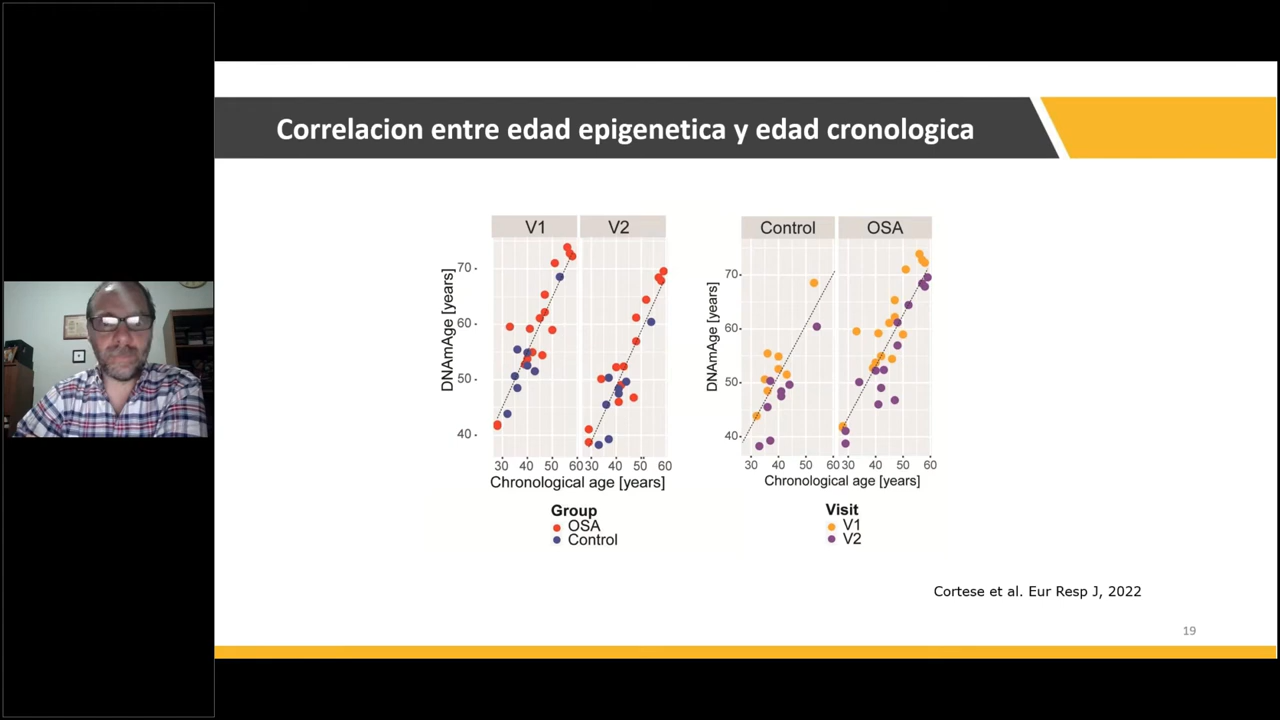 Correlacion entre edad epigenetica y edad cronologica
V1 V2
DNAmAge [years]
70
60
50
40
30 40 50 60 30 40 50 60
Chronological age [years]
Group
OSA
Control
Control OSA
DNAmAge [years]
70
60
50
40
30 40 50 60 30 40 50 60
Chronological age [years]
Visit
V1
V2
Cortese et al. Eur Resp J, 2022
19